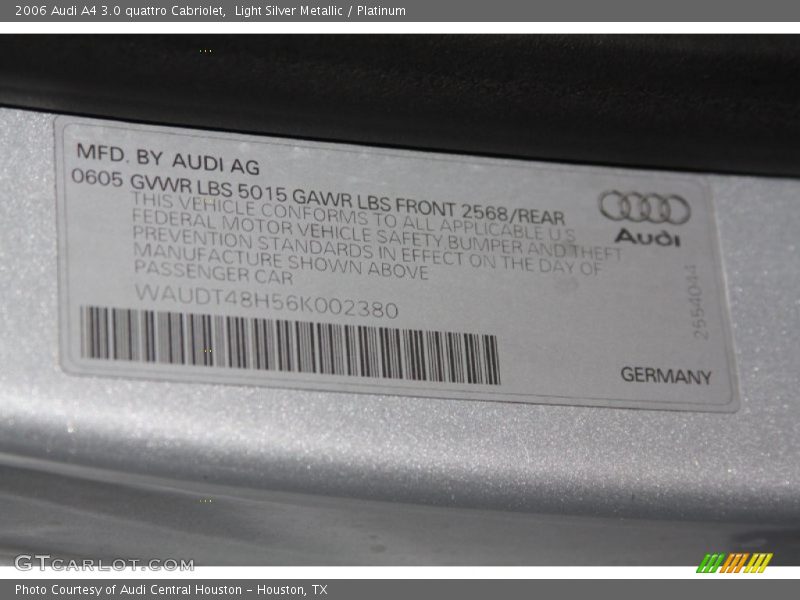 2006 Audi A4 3.0 quattro Cabriolet,  Light Silver Metallic / Platinum
MFD. BY AUDI AG
0605 GVWR LBS 5015 GAWR LBS FRONT 2568/REAR
THIS VEHICLE CONFORMS TO ALL APPLICABLE U.S.
FEDERAL MOTOR VEHICLE SAFETY BUMPER AND THEFT
PREVENTION STANDARDS IN EFFECT ON THE DAY OF
MANUFACTURE SHOWN ABOVE
PASSENGER CAR
WAUDT48H56K002380
Audi
2654044
GERMANY
GTCARLOT.COM
Photo Courtesy of Audi Central Houston – Houston, TX